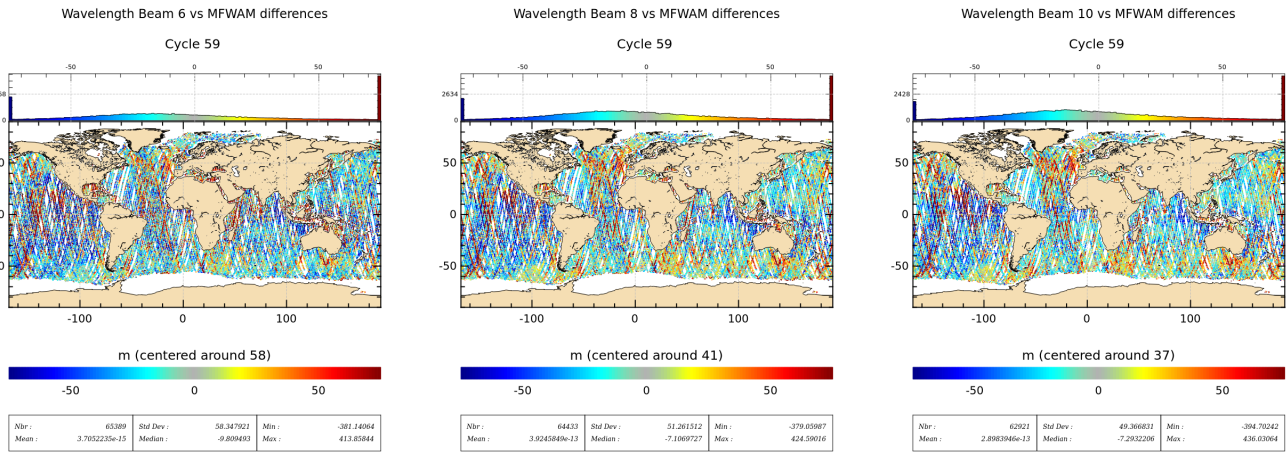 Wavelength Beam 6 vs MFWAM differences
Cycle 59
-50 0 50
0
50
0
-50
-100 0 100
m (centered around 58)
-50 0 50
Nbr : 65389 Std Dev : 58.347921 Min : -381.14064
Mean : 3.7052235e-15 Median : -9.809493 Max : 413.85844
Wavelength Beam 8 vs MFWAM differences
Cycle 59
-50 0 50
2634
0
50
0
-50
-100 0 100
m (centered around 41)
-50 0 50
Nbr : 64433 Std Dev : 51.261512 Min : -379.05987
Mean : 3.9245849e-13 Median : -7.1069727 Max : 424.59016
Wavelength Beam 10 vs MFWAM differences
Cycle 59
-50 0 50
2428
0
50
0
-50
-100 0 100
m (centered around 37)
-50 0 50
Nbr : 62921 Std Dev : 49.366831 Min : -394.70242
Mean : 2.8983946e-13 Median : -7.2932206 Max : 436.03064